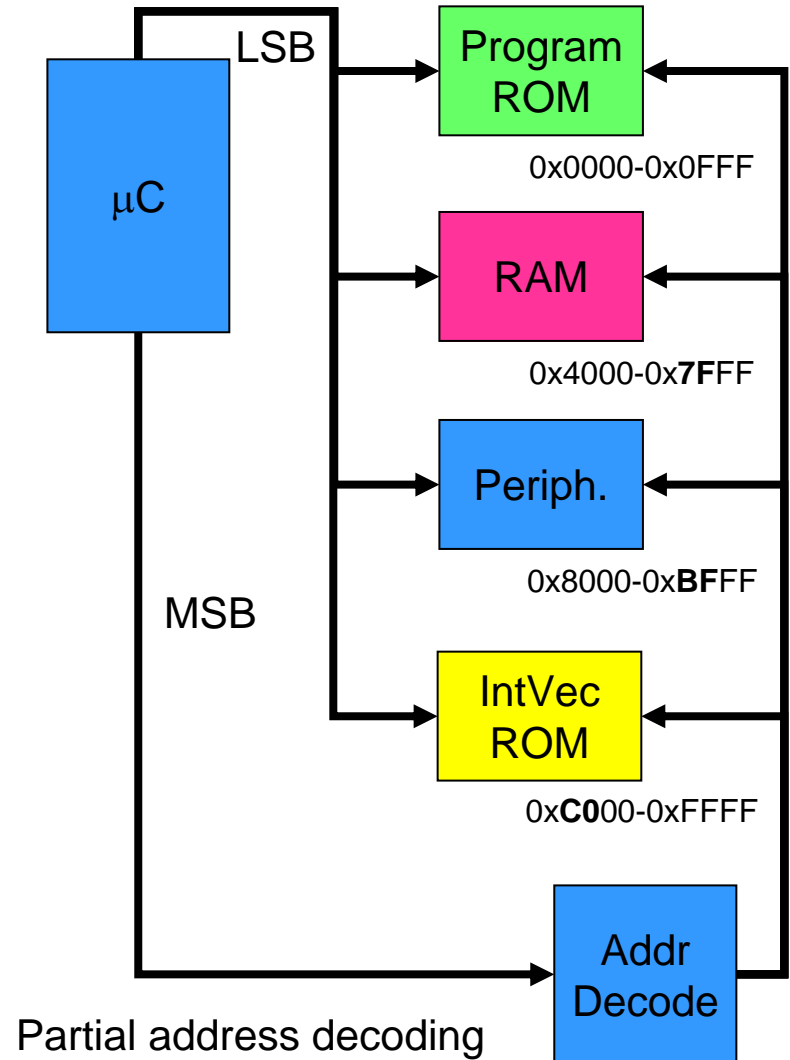 LSB
Program
ROM
0x0000-0x0FFF
μC
RAM
0x4000-0x7FFF
Periph.
0x8000-0xBFFF
MSB
IntVec
ROM
0xC000-0xFFFF
Addr
Decode
Partial address decoding